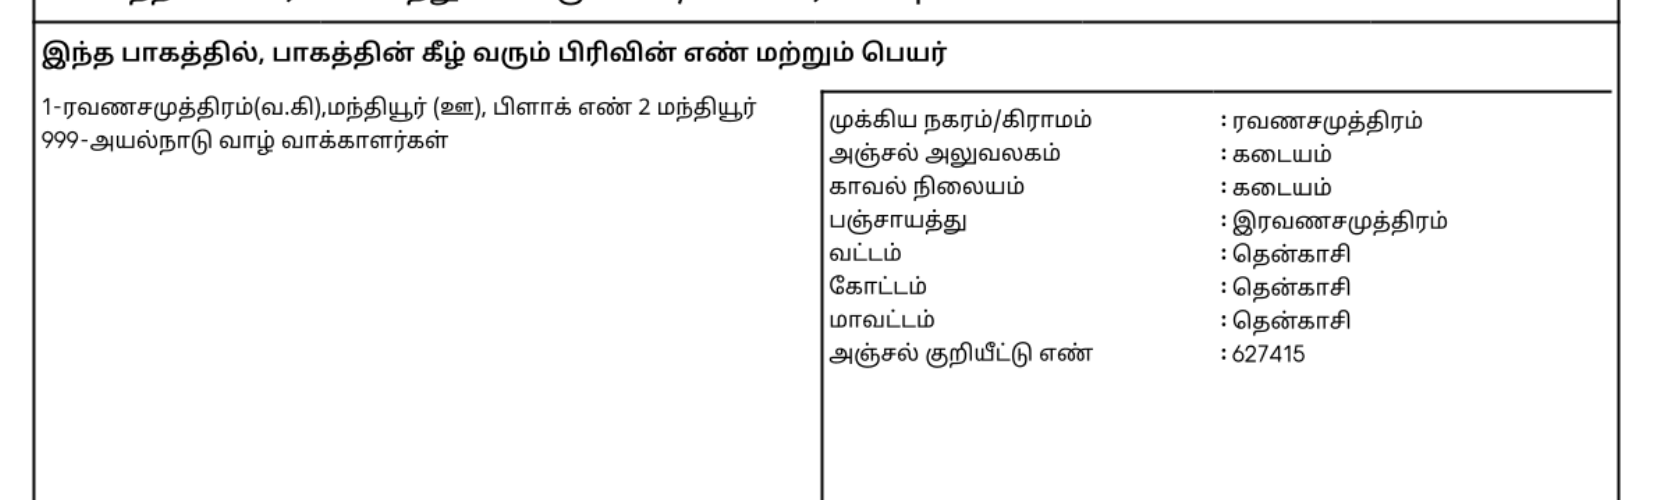 இந்த பாகத்தில், பாகத்தின் கீழ் வரும் பிரிவின் எண் மற்றும் பெயர்
1-ரவணசமுத்திரம்(வ.கி),மந்தியூர் (ஊ), பிளாக் எண் 2 மந்தியூர்
999-அயல்நாடு வாழ் வாக்காளர்கள்
முக்கிய நகரம்/கிராமம் : ரவணசமுத்திரம்
அஞ்சல் அலுவலகம் : கடையம்
காவல் நிலையம் : கடையம்
பஞ்சாயத்து : இரவணசமுத்திரம்
வட்டம் : தென்காசி
கோட்டம் : தென்காசி
மாவட்டம் : தென்காசி
அஞ்சல் குறியீட்டு எண் : 627415